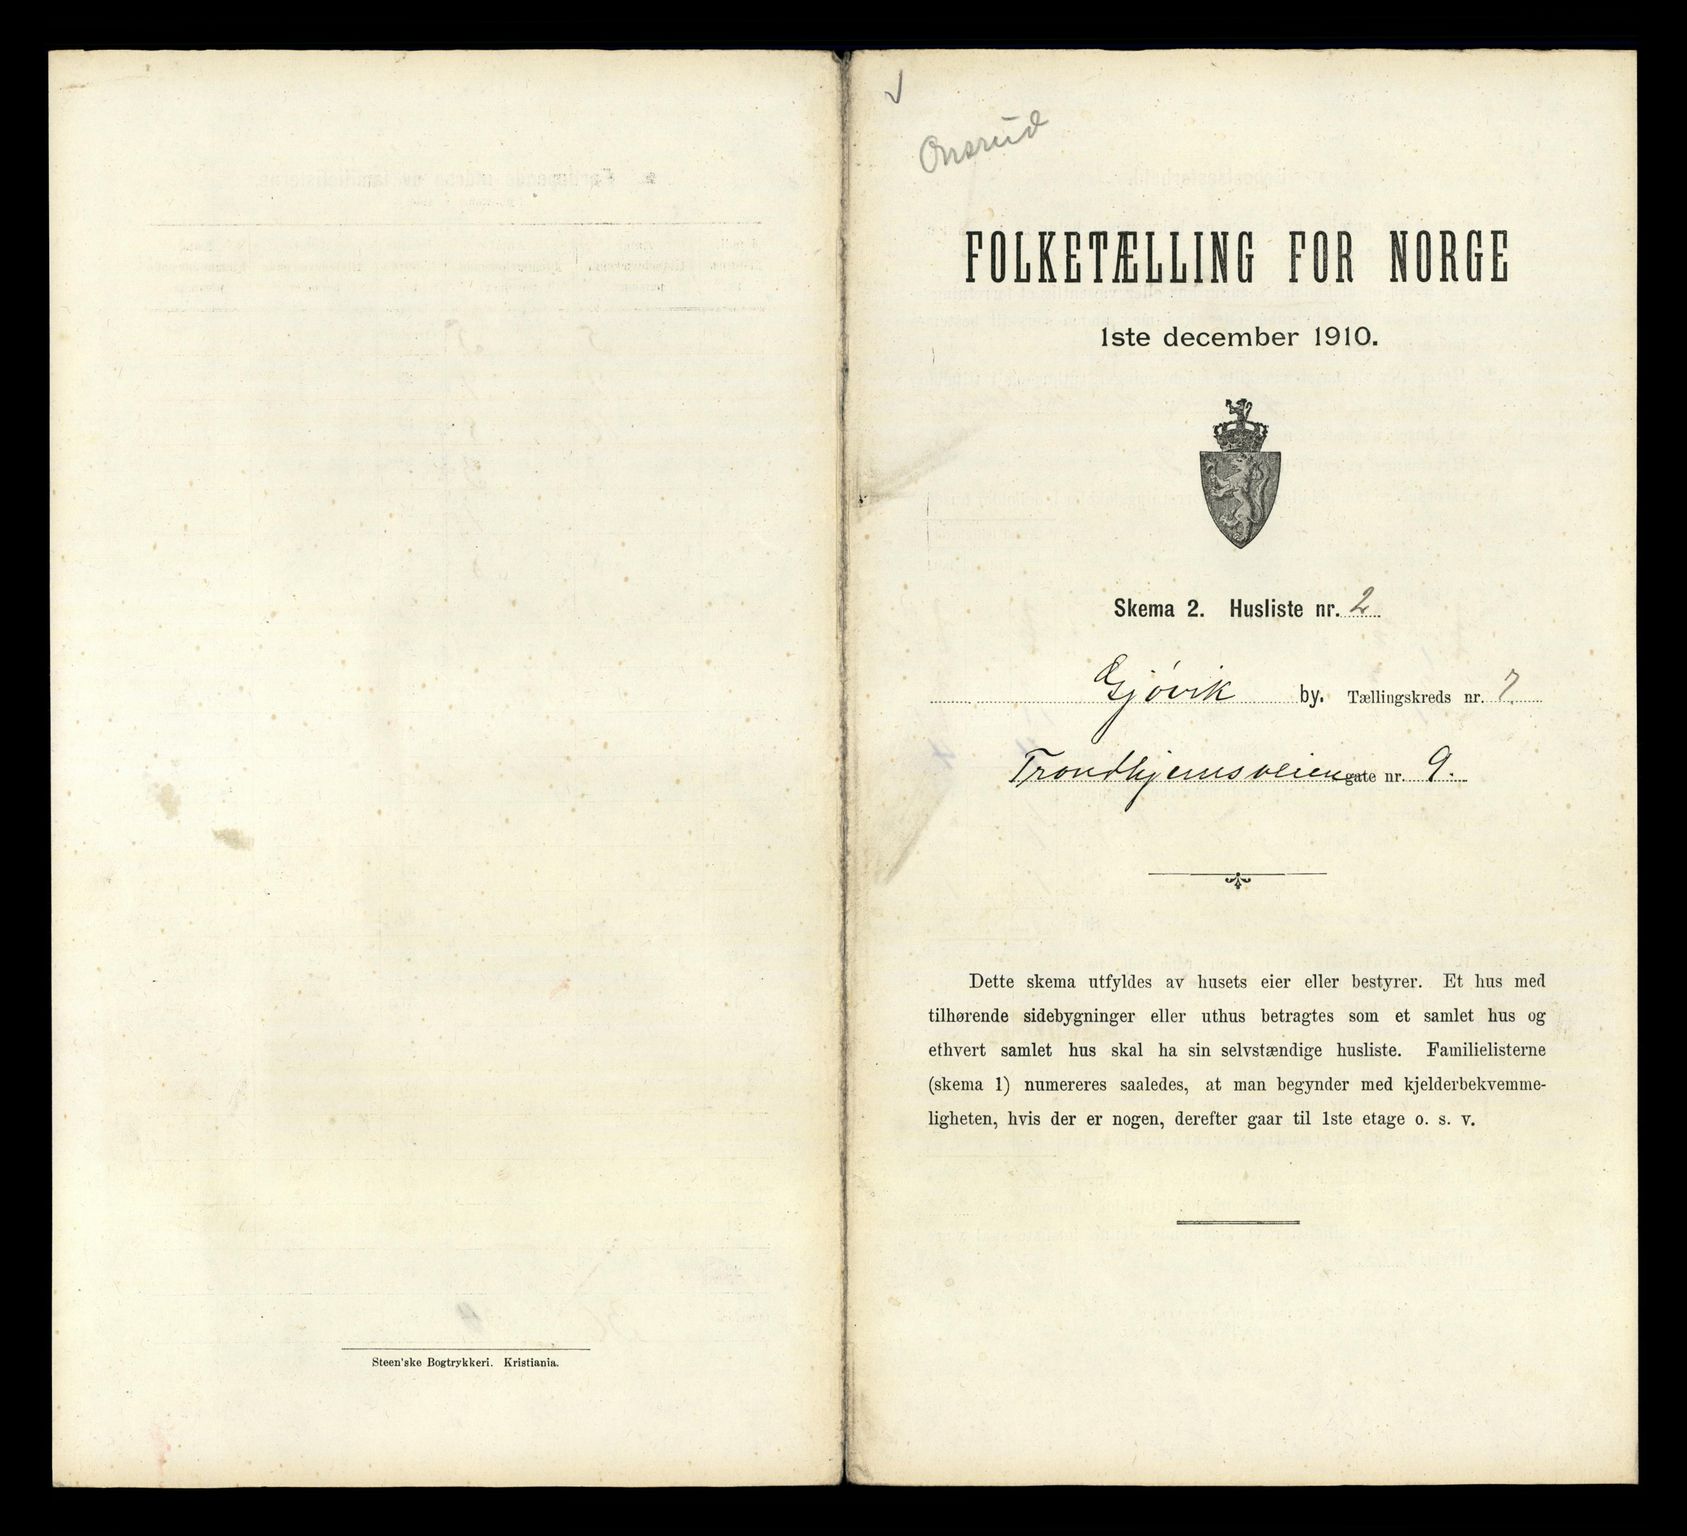 Onsrud
FOLKETÆLLING FOR NORGE
1ste december 1910.
Skema 2. Husliste nr. 2
Gjövik by. Tællingskreds nr. 7.
Trondhjemsveien gate nr. 9.
Dette skema utfyldes av husets eier eller bestyrer. Et hus med
tilhørende sidebygninger eller uthus betragtes som et samlet hus og
ethvert samlet hus skal ha sin selvstændige husliste. Familielisterne
(skema 1) numereres saaledes, at man begynder med kjelderbekvemme-
ligheten, hvis der er nogen, derefter gaar til 1ste etage o. s. v.
Steen'ske Bogtrykkeri. Kristiania.